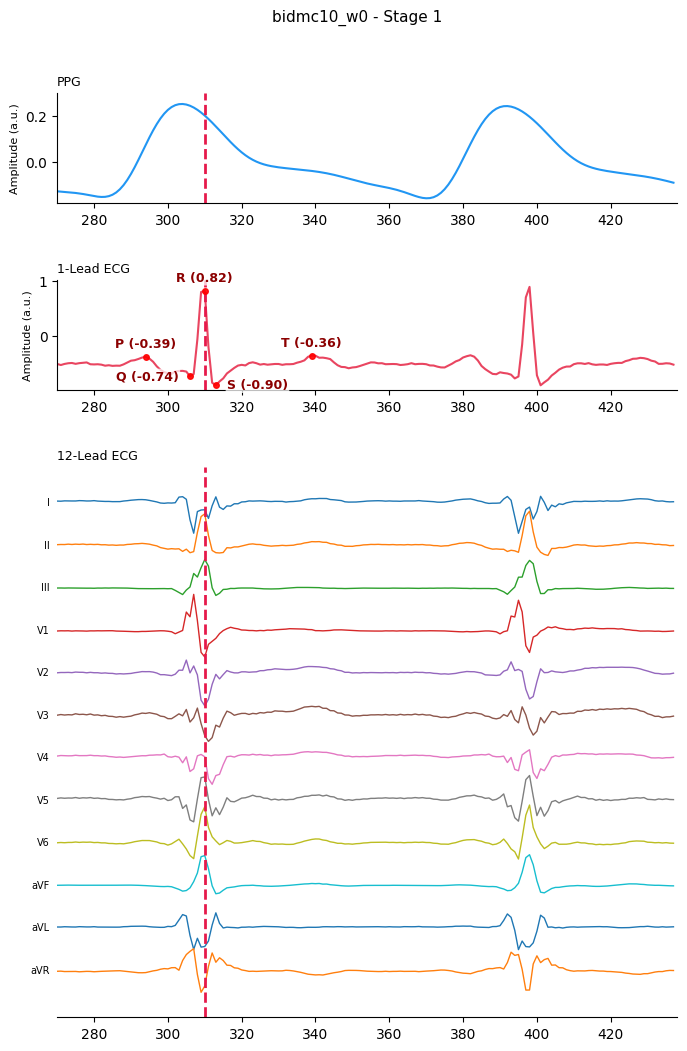 bidmc10_w0 - Stage 1
PPG
Amplitude (a.u.)
0.2
0.0
280 300 320 340 360 380 400 420
1-Lead ECG
Amplitude (a.u.)
1
0
R (0.82)
P (-0.39)
T (-0.36)
Q (-0.74)
S (-0.90)
280 300 320 340 360 380 400 420
12-Lead ECG
I
II
III
V1
V2
V3
V4
V5
V6
aVF
aVL
aVR
280 300 320 340 360 380 400 420